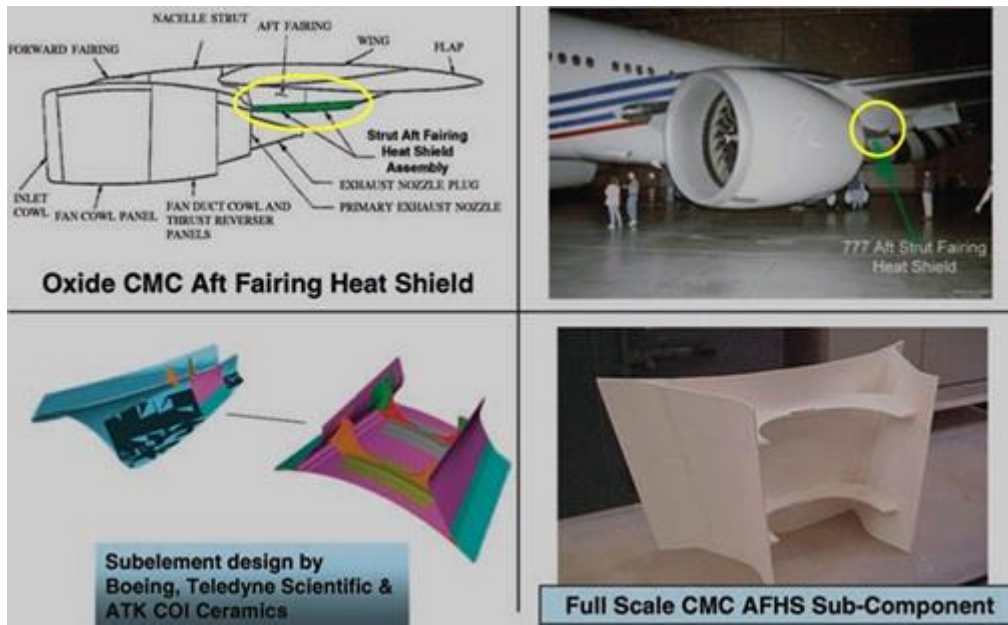 NACELLE STRUT
AFT FAIRING
WING
FORWARD FAIRING
FLAP
Strut Aft Fairing
Heat Shield
Assembly
EXHAUST NOZZLE PLUG
PRIMARY EXHAUST NOZZLE
INLET
COWL
FAN COWL PANEL
FAN DUCT COWL AND
THRUST REVERSER
PANELS
Oxide CMC Aft Fairing Heat Shield
777 Aft Strut Fairing
Heat Shield
Subelement design by
Boeing, Teledyne Scientific &
ATK COI Ceramics
Full Scale CMC AFHS Sub-Component